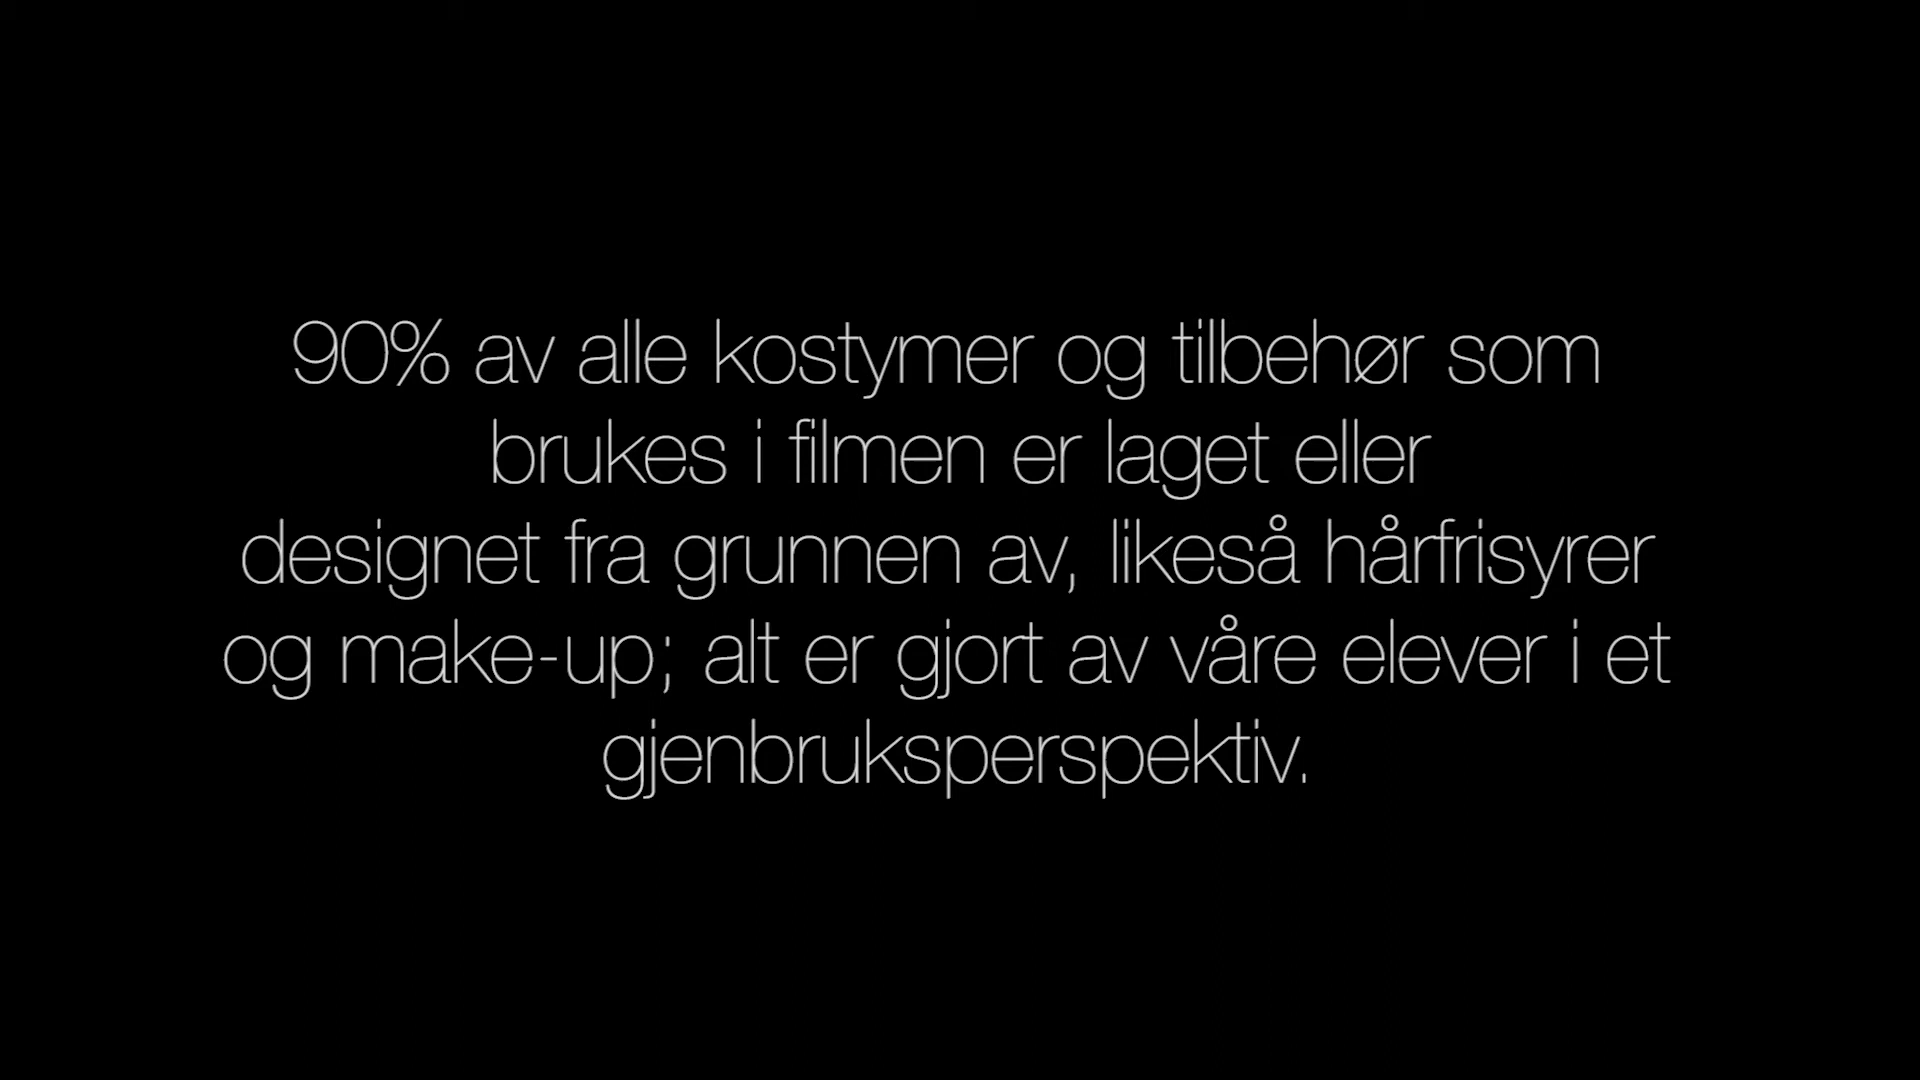 90% av alle kostymer og tilbehør som
brukes i filmen er laget eller
designet fra grunnen av, likeså hårfrisyrer
og make-up; alt er gjort av våre elever i et
gjenbruksperspektiv.